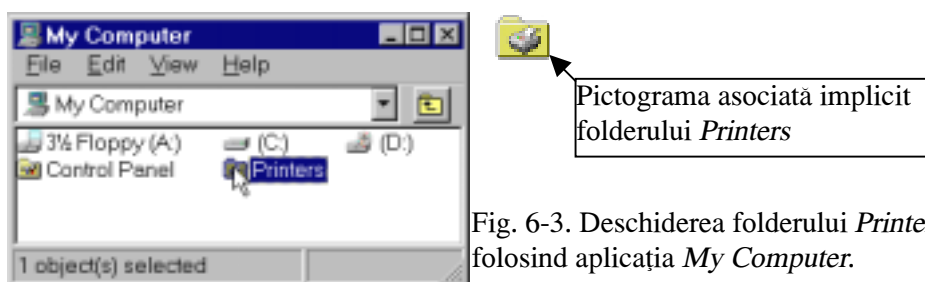 My Computer
File Edit View Help
My Computer
3½ Floppy (A:) (C:) (D:)
Control Panel Printers
1 object(s) selected
Pictograma asociată implicit
folderului Printers
Fig. 6-3. Deschiderea folderului Printe
folosind aplicaţia My Computer.